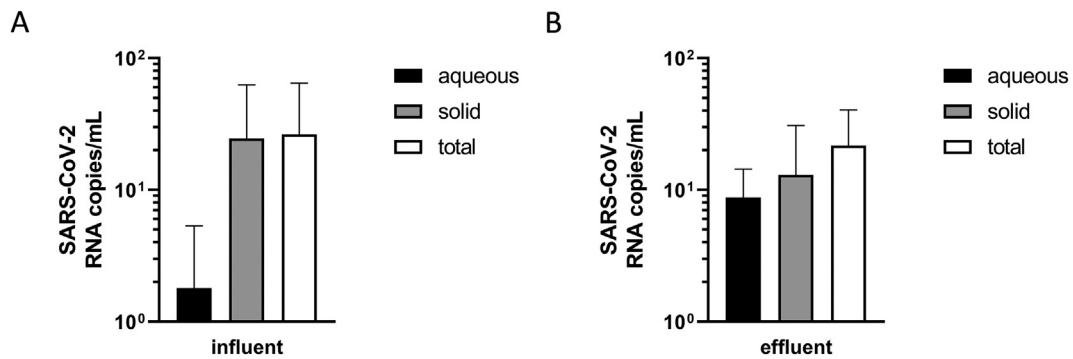 A
SARS-CoV-2
RNA copies/mL
10²
10¹
10⁰
influent
aqueous
solid
total
B
SARS-CoV-2
RNA copies/mL
10²
10¹
10⁰
effluent
aqueous
solid
total